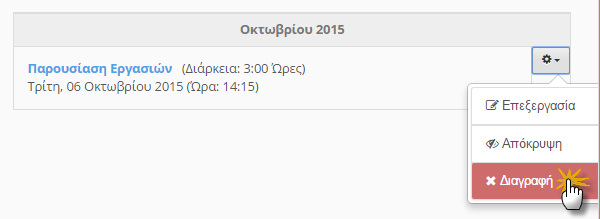 Οκτωβρίου 2015
Παρουσίαση Εργασιών (Διάρκεια: 3:00 Ώρες)
Τρίτη, 06 Οκτωβρίου 2015 (Ώρα: 14:15)
Επεξεργασία
Απόκρυψη
Διαγραφή